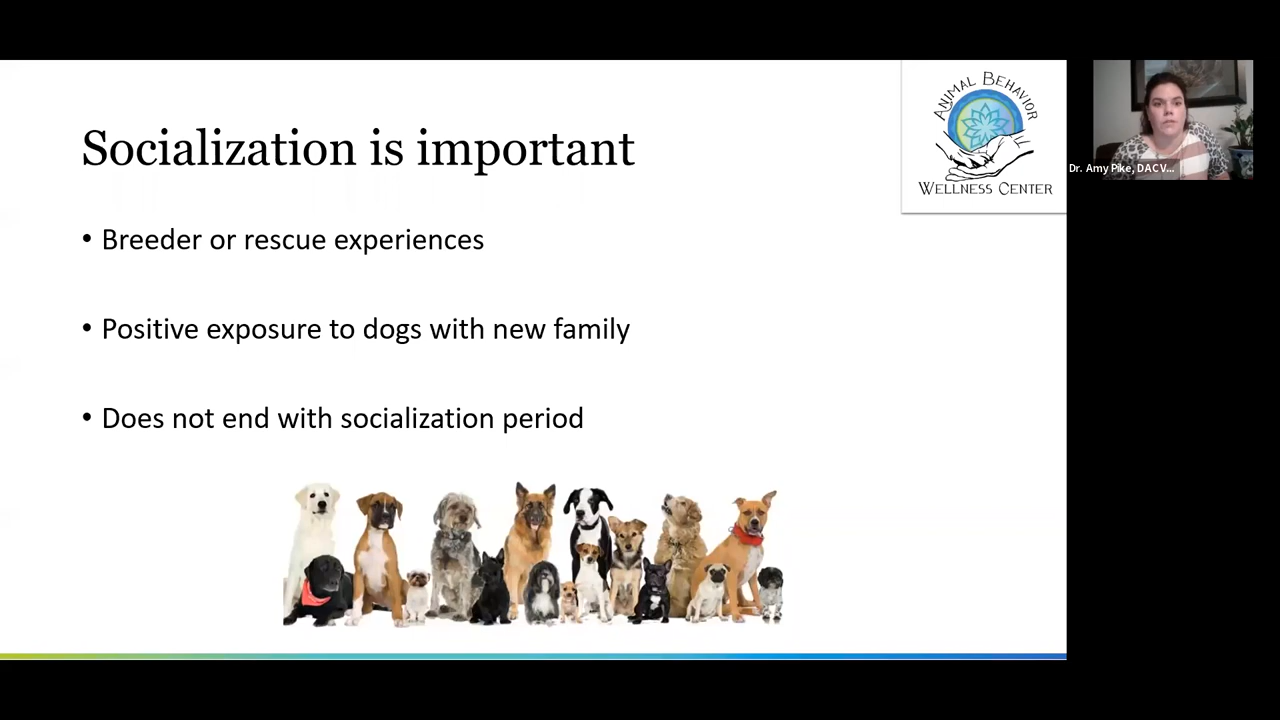 Socialization is important
• Breeder or rescue experiences
• Positive exposure to dogs with new family
• Does not end with socialization period
ANIMAL BEHAVIOR
WELLNESS CENTER
Dr. Amy Pike, DACV...